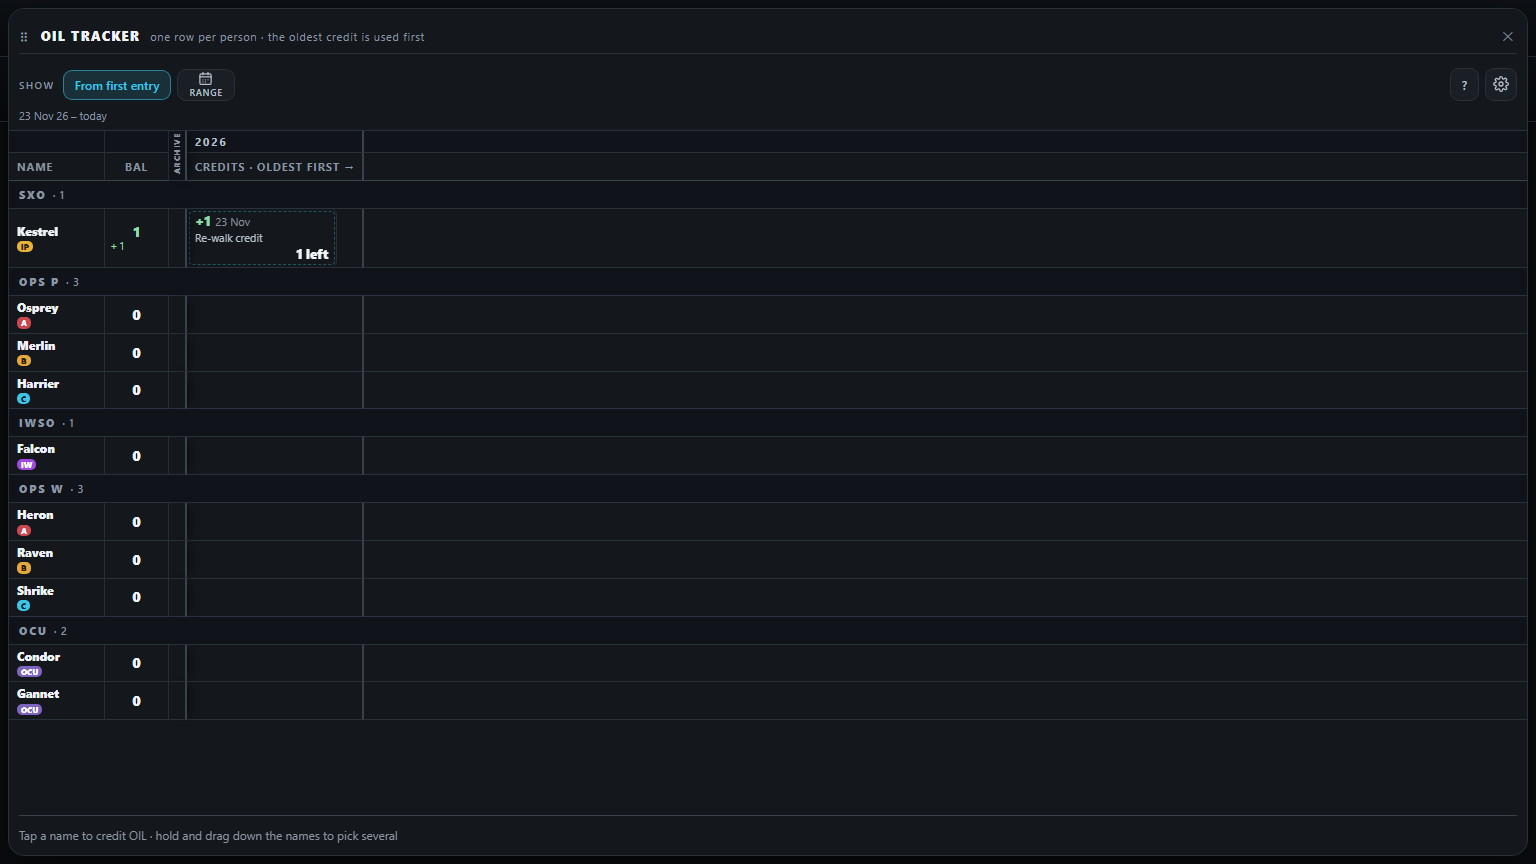 OIL TRACKER one row per person · the oldest credit is used first
SHOW From first entry RANGE ?
23 Nov 26 – today
ARCHIVE
2026
NAME BAL CREDITS · OLDEST FIRST →
SXO · 1
Kestrel
IP
1
+1
+1 23 Nov
Re-walk credit
1 left
OPS P · 3
Osprey
A
0
Merlin
B
0
Harrier
C
0
IWSO · 1
Falcon
IW
0
OPS W · 3
Heron
A
0
Raven
B
0
Shrike
C
0
OCU · 2
Condor
OCU
0
Gannet
OCU
0
Tap a name to credit OIL · hold and drag down the names to pick several